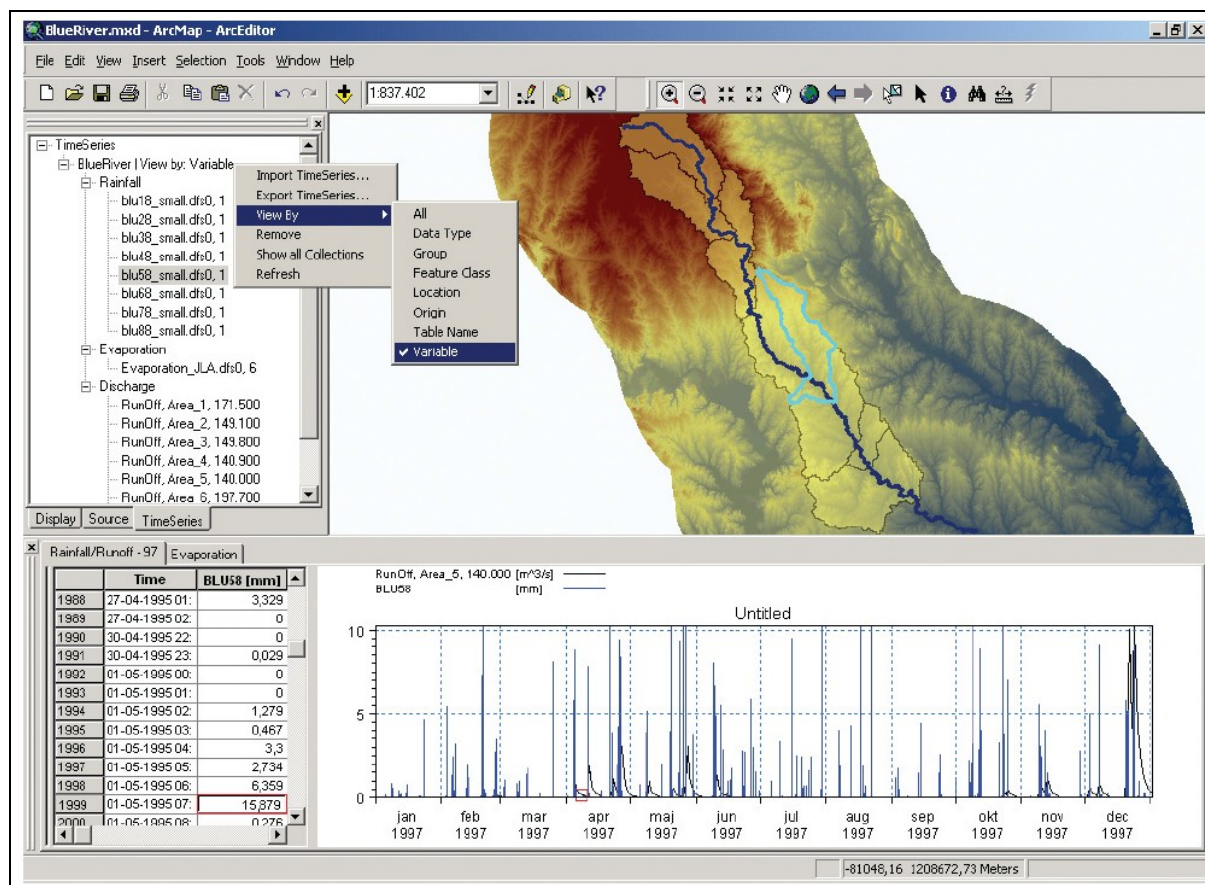 BlueRiver.mxd - ArcMap - ArcEditor
File Edit View Insert Selection Tools Window Help
1:837.402
TimeSeries
BlueRiver | View by: Variable
Rainfall
blu18_small.dfs0, 1
blu28_small.dfs0, 1
blu38_small.dfs0, 1
blu48_small.dfs0, 1
blu58_small.dfs0, 1
blu68_small.dfs0, 1
blu78_small.dfs0, 1
blu88_small.dfs0, 1
Evaporation
Evaporation_JLA.dfs0, 6
Discharge
RunOff, Area_1, 171.500
RunOff, Area_2, 149.100
RunOff, Area_3, 149.800
RunOff, Area_4, 140.900
RunOff, Area_5, 140.000
RunOff, Area_6, 197.700
Display Source TimeSeries
Import TimeSeries...
Export TimeSeries...
View By
Remove
Show all Collections
Refresh
All
Data Type
Group
Feature Class
Location
Origin
Table Name
Variable
Rainfall/Runoff - 97 Evaporation
Time BLU58 [mm]
1988 27-04-1995 01: 3,329
1989 27-04-1995 02: 0
1990 30-04-1995 22: 0
1991 30-04-1995 23: 0,029
1992 01-05-1995 00: 0
1993 01-05-1995 01: 0
1994 01-05-1995 02: 1,279
1995 01-05-1995 03: 0,467
1996 01-05-1995 04: 3,3
1997 01-05-1995 05: 2,734
1998 01-05-1995 06: 6,359
1999 01-05-1995 07: 15,879
2000 01-05-1995 08: 0,276
RunOff, Area_5, 140.000 [m^3/s]
BLU58 [mm]
Untitled
10
5
0
jan feb mar apr maj jun jul aug sep okt nov dec
1997 1997 1997 1997 1997 1997 1997 1997 1997 1997 1997 1997
-81048,16 1208672,73 Meters